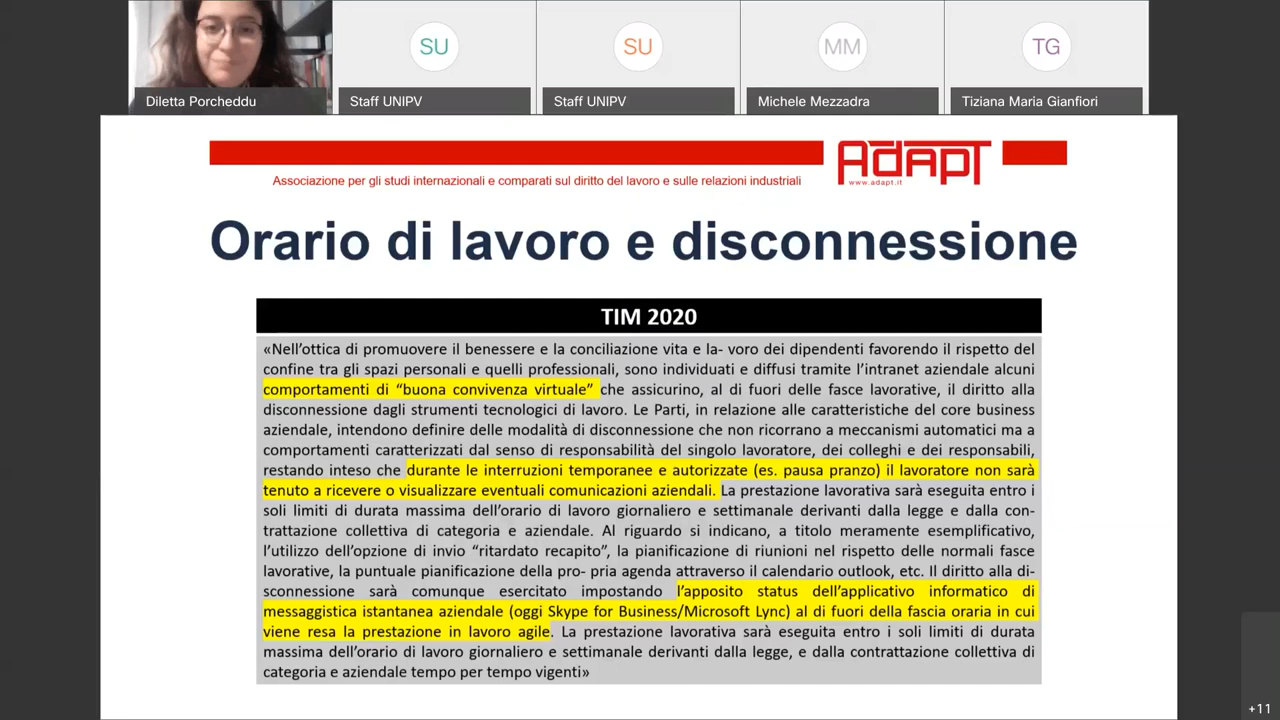 SU
SU
MM
TG
Diletta Porcheddu
Staff UNIPV
Staff UNIPV
Michele Mezzadra
Tiziana Maria Gianfiori
ADAPT
www.adapt.it
Associazione per gli studi internazionali e comparati sul diritto del lavoro e sulle relazioni industriali
Orario di lavoro e disconnessione
TIM 2020
«Nell’ottica di promuovere il benessere e la conciliazione vita e la- voro dei dipendenti favorendo il rispetto del
confine tra gli spazi personali e quelli professionali, sono individuati e diffusi tramite l’intranet aziendale alcuni
comportamenti di “buona convivenza virtuale” che assicurino, al di fuori delle fasce lavorative, il diritto alla
disconnessione dagli strumenti tecnologici di lavoro. Le Parti, in relazione alle caratteristiche del core business
aziendale, intendono definire delle modalità di disconnessione che non ricorrano a meccanismi automatici ma a
comportamenti caratterizzati dal senso di responsabilità del singolo lavoratore, dei colleghi e dei responsabili,
restando inteso che durante le interruzioni temporanee e autorizzate (es. pausa pranzo) il lavoratore non sarà
tenuto a ricevere o visualizzare eventuali comunicazioni aziendali. La prestazione lavorativa sarà eseguita entro i
soli limiti di durata massima dell’orario di lavoro giornaliero e settimanale derivanti dalla legge e dalla con-
trattazione collettiva di categoria e aziendale. Al riguardo si indicano, a titolo meramente esemplificativo,
l’utilizzo dell’opzione di invio “ritardato recapito”, la pianificazione di riunioni nel rispetto delle normali fasce
lavorative, la puntuale pianificazione della pro- pria agenda attraverso il calendario outlook, etc. Il diritto alla di-
sconnessione sarà comunque esercitato impostando l’apposito status dell’applicativo informatico di
messaggistica istantanea aziendale (oggi Skype for Business/Microsoft Lync) al di fuori della fascia oraria in cui
viene resa la prestazione in lavoro agile. La prestazione lavorativa sarà eseguita entro i soli limiti di durata
massima dell’orario di lavoro giornaliero e settimanale derivanti dalla legge, e dalla contrattazione collettiva di
categoria e aziendale tempo per tempo vigenti»
+11